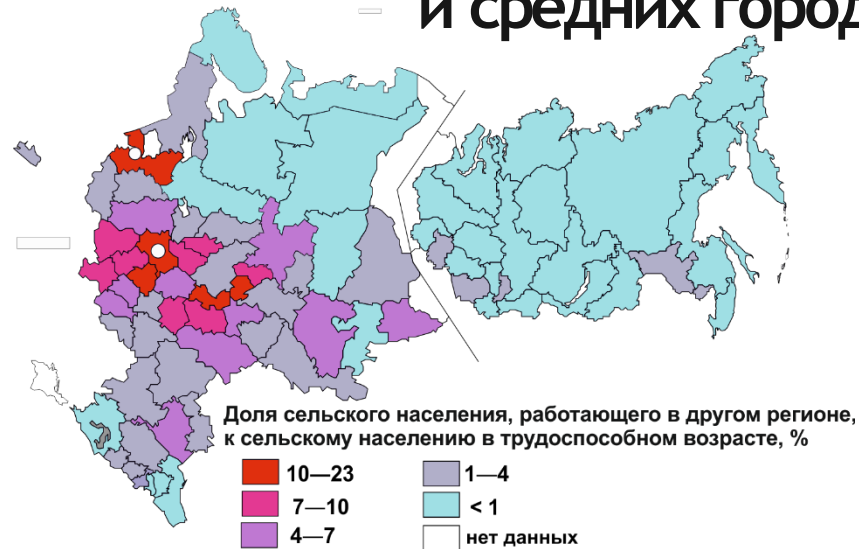 и средних город
Доля сельского населения, работающего в другом регионе,
к сельскому населению в трудоспособном возрасте, %
10—23
7—10
4—7
1—4
< 1
нет данных